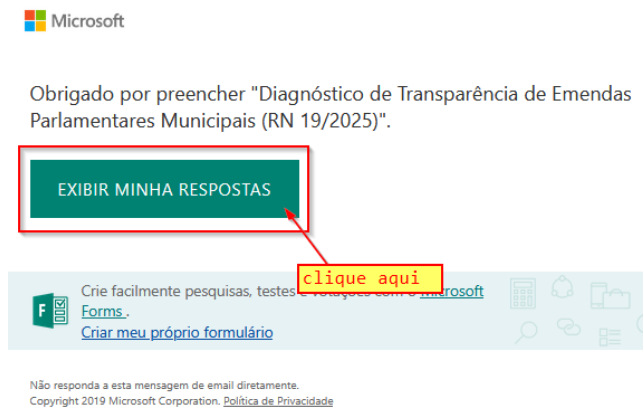 Microsoft
Obrigado por preencher "Diagnóstico de Transparência de Emendas
Parlamentares Municipais (RN 19/2025)".
EXIBIR MINHA RESPOSTAS
clique aqui
Crie facilmente pesquisas, testes e votações com o Microsoft
Forms .
Criar meu próprio formulário
Não responda a esta mensagem de email diretamente.
Copyright 2019 Microsoft Corporation. Política de Privacidade